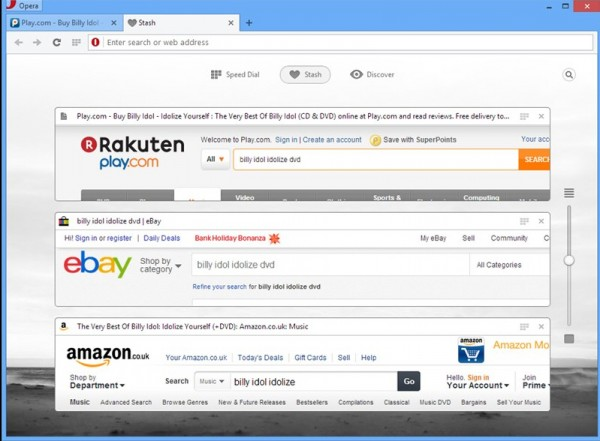 Opera
Play.com - Buy Billy Idol -
Stash
Enter search or web address
Speed Dial
Stash
Discover
Play.com - Buy Billy Idol - Idolize Yourself : The Very Best Of Billy Idol (CD & DVD) online at Play.com and read reviews. Free delivery to...
Rakuten
play.com
Welcome to Play.com. Sign in | Create an account
Save with SuperPoints
Your acco
All
billy idol idolize dvd
SEARCH
Video
Sports &
Computing
billy idol idolize dvd | eBay
Hi! Sign in or register | Daily Deals
Bank Holiday Bonanza
My eBay
Sell
Community
C
ebay
Shop by
category
billy idol idolize dvd
All Categories
Refine your search for billy idol idolize dvd
The Very Best Of Billy Idol: Idolize Yourself (+DVD): Amazon.co.uk: Music
amazon.co.uk
Your Amazon.co.uk | Today's Deals | Gift Cards | Sell | Help
amazon
Amazon Mo
Shop by
Department
Search
Music
billy idol idolize
Go
Hello. Sign in
Your Account
Join
Prime
Music
Advanced Search
Browse Genres
New & Future Releases
Bestsellers
Compilations
Classical
Music DVD
Bargains
Sell Your Music